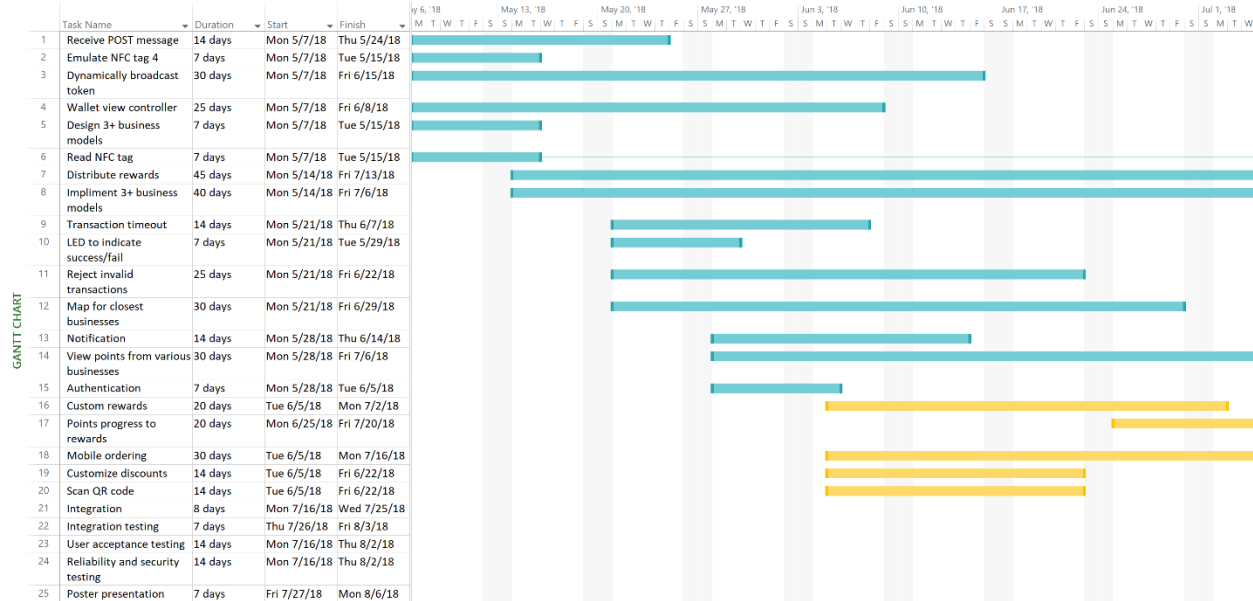 y 6, '18 May 13, '18 May 20, '18 May 27, '18 Jun 3, '18 Jun 10, '18 Jun 17, '18 Jun 24, '18 Jul 1, '18
Task Name Duration Start Finish S M T W T F S S M T W T F S S M T W T F S S M T W T F S S M T W T F S S M T W T F S S M T W T F S S M T W T F S S M T W
1 Receive POST message 14 days Mon 5/7/18 Thu 5/24/18
2 Emulate NFC tag 4 7 days Mon 5/7/18 Tue 5/15/18
3 Dynamically broadcast 30 days Mon 5/7/18 Fri 6/15/18
token
4 Wallet view controller 25 days Mon 5/7/18 Fri 6/8/18
5 Design 3+ business 7 days Mon 5/7/18 Tue 5/15/18
models
6 Read NFC tag 7 days Mon 5/7/18 Tue 5/15/18
7 Distribute rewards 45 days Mon 5/14/18 Fri 7/13/18
8 Impliment 3+ business 40 days Mon 5/14/18 Fri 7/6/18
models
9 Transaction timeout 14 days Mon 5/21/18 Thu 6/7/18
10 LED to indicate 7 days Mon 5/21/18 Tue 5/29/18
success/fail
11 Reject invalid 25 days Mon 5/21/18 Fri 6/22/18
transactions
12 Map for closest 30 days Mon 5/21/18 Fri 6/29/18
businesses
GANTT CHART
13 Notification 14 days Mon 5/28/18 Thu 6/14/18
14 View points from various 30 days Mon 5/28/18 Fri 7/6/18
businesses
15 Authentication 7 days Mon 5/28/18 Tue 6/5/18
16 Custom rewards 20 days Tue 6/5/18 Mon 7/2/18
17 Points progress to 20 days Mon 6/25/18 Fri 7/20/18
rewards
18 Mobile ordering 30 days Tue 6/5/18 Mon 7/16/18
19 Customize discounts 14 days Tue 6/5/18 Fri 6/22/18
20 Scan QR code 14 days Tue 6/5/18 Fri 6/22/18
21 Integration 8 days Mon 7/16/18 Wed 7/25/18
22 Integration testing 7 days Thu 7/26/18 Fri 8/3/18
23 User acceptance testing 14 days Mon 7/16/18 Thu 8/2/18
24 Reliability and security 14 days Mon 7/16/18 Thu 8/2/18
testing
25 Poster presentation 7 days Fri 7/27/18 Mon 8/6/18